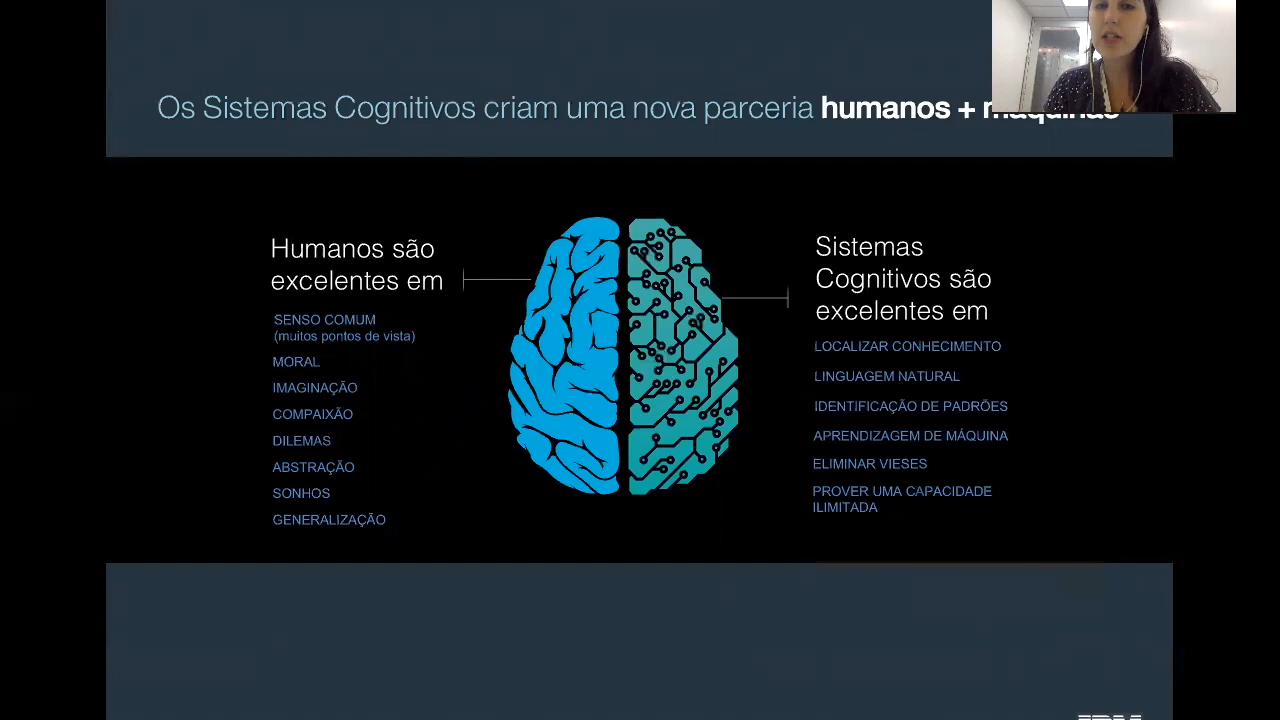 Os Sistemas Cognitivos criam uma nova parceria humanos +
Humanos são
excelentes em
SENSO COMUM
(muitos pontos de vista)
MORAL
IMAGINAÇÃO
COMPAIXÃO
DILEMAS
ABSTRAÇÃO
SONHOS
GENERALIZAÇÃO
Sistemas
Cognitivos são
excelentes em
LOCALIZAR CONHECIMENTO
LINGUAGEM NATURAL
IDENTIFICAÇÃO DE PADRÕES
APRENDIZAGEM DE MÁQUINA
ELIMINAR VIESES
PROVER UMA CAPACIDADE
ILIMITADA